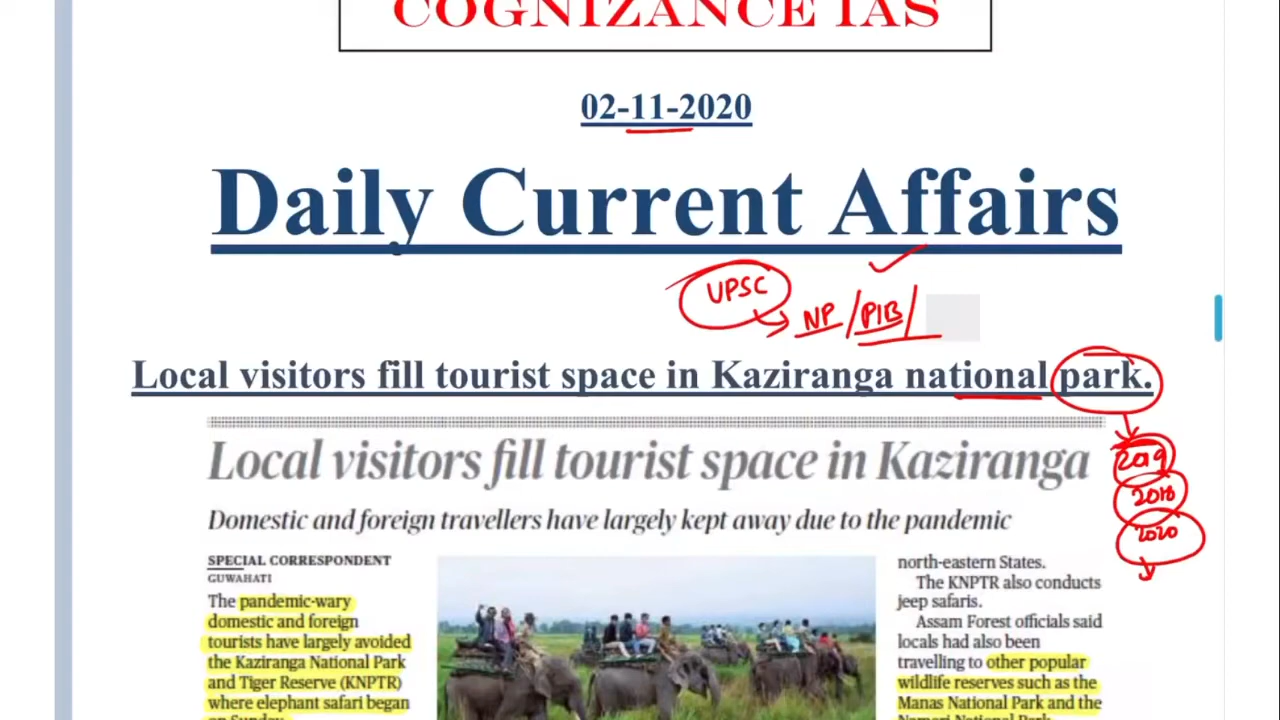 COGNIZANCE IAS
02-11-2020
Daily Current Affairs
UPSC
NP / PIB /
Local visitors fill tourist space in Kaziranga national park.
Local visitors fill tourist space in Kaziranga
2019
2018
2020
Domestic and foreign travellers have largely kept away due to the pandemic
SPECIAL CORRESPONDENT
GUWAHATI
The pandemic-wary
domestic and foreign
tourists have largely avoided
the Kaziranga National Park
and Tiger Reserve (KNPTR)
where elephant safari began
on Sunday.
north-eastern States.
The KNPTR also conducts
jeep safaris.
Assam Forest officials said
locals had also been
travelling to other popular
wildlife reserves such as the
Manas National Park and the
Nameri National Park